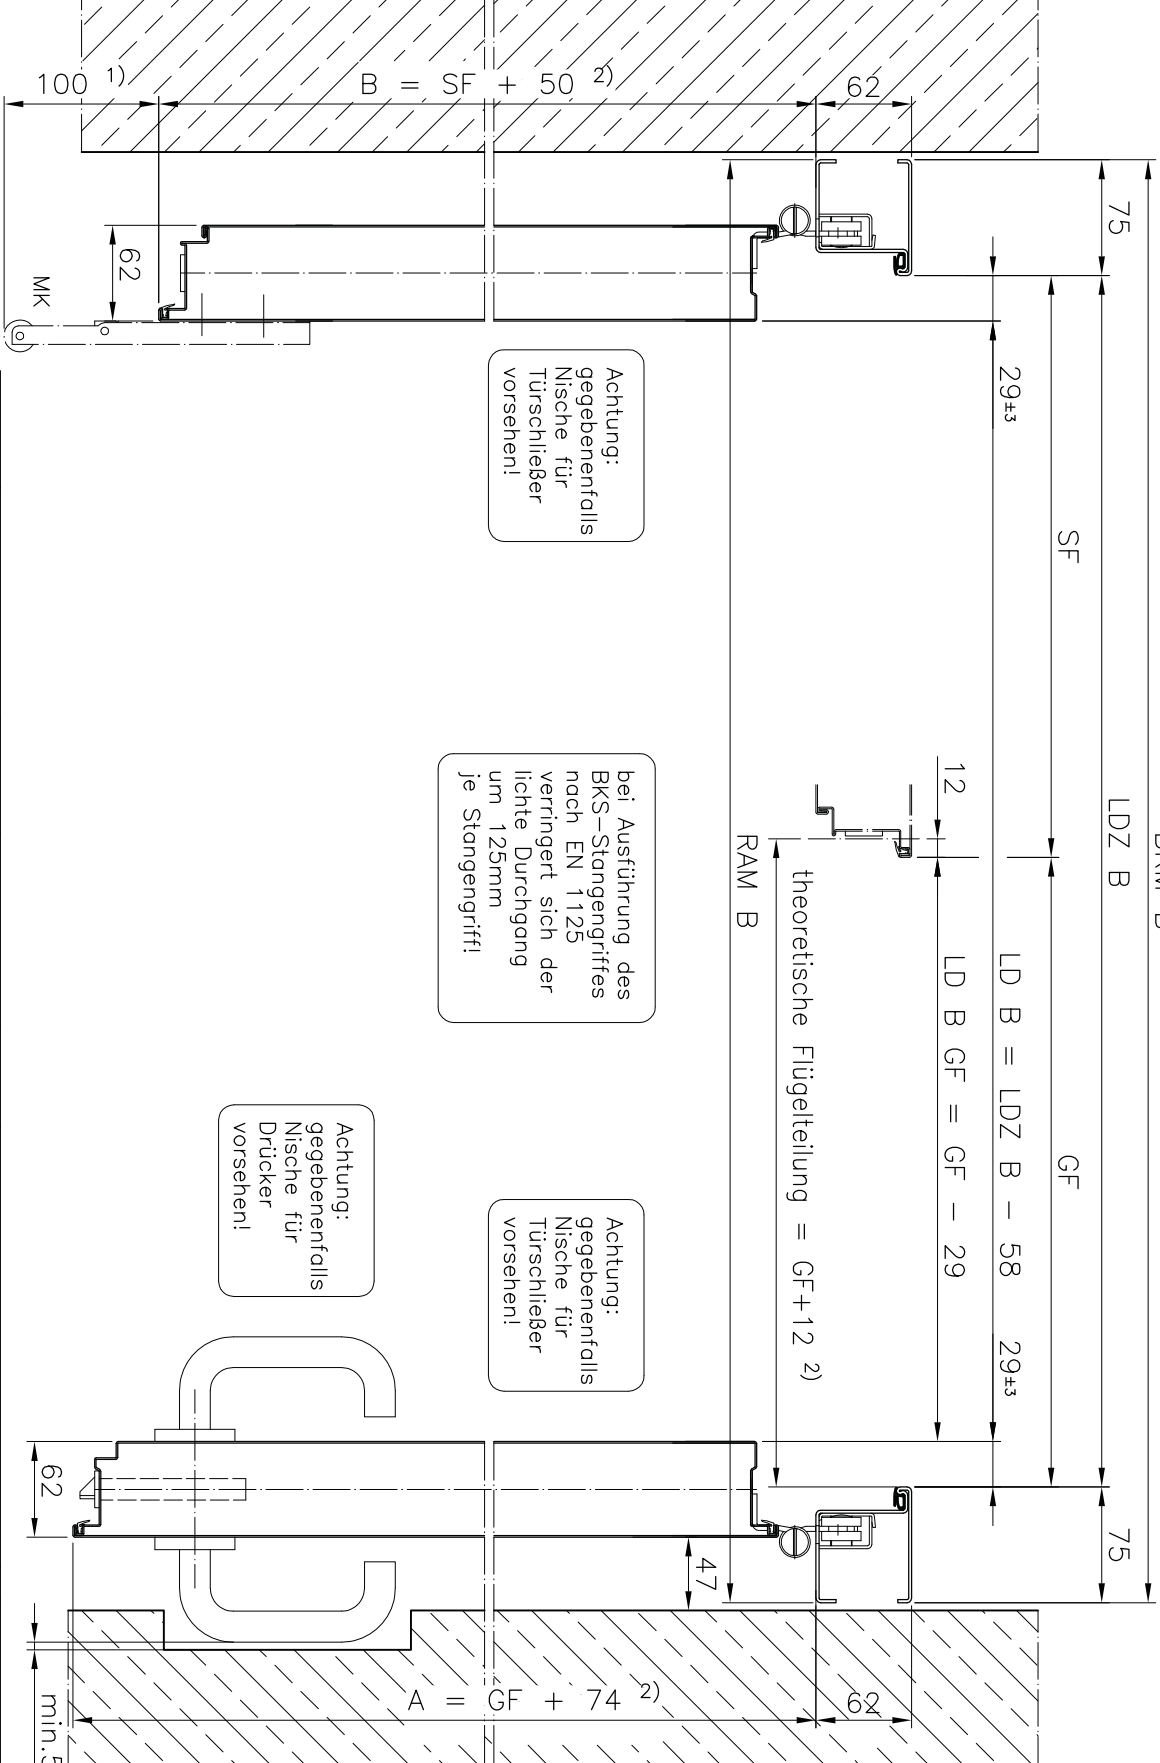 100 1)
B = SF + 50 2)
62
75
62
MK
29±3
SF
LDZ B
12
RAM B
GF
LD B = LDZ B - 58
29±3
LD B GF = GF - 29
theoretische Flügelteilung = GF+12 2)
Achtung:
gegebenenfalls
Nische für
Türschließer
vorsehen!
bei Ausführung des
BKS-Stangengriffes
nach EN 1125
verringert sich der
lichte Durchgang
um 125mm
je Stangengriff!
Achtung:
gegebenenfalls
Nische für
Türschließer
vorsehen!
Achtung:
gegebenenfalls
Nische für
Drücker
vorsehen!
75
47
62
A = GF + 74 2)
62
min.5